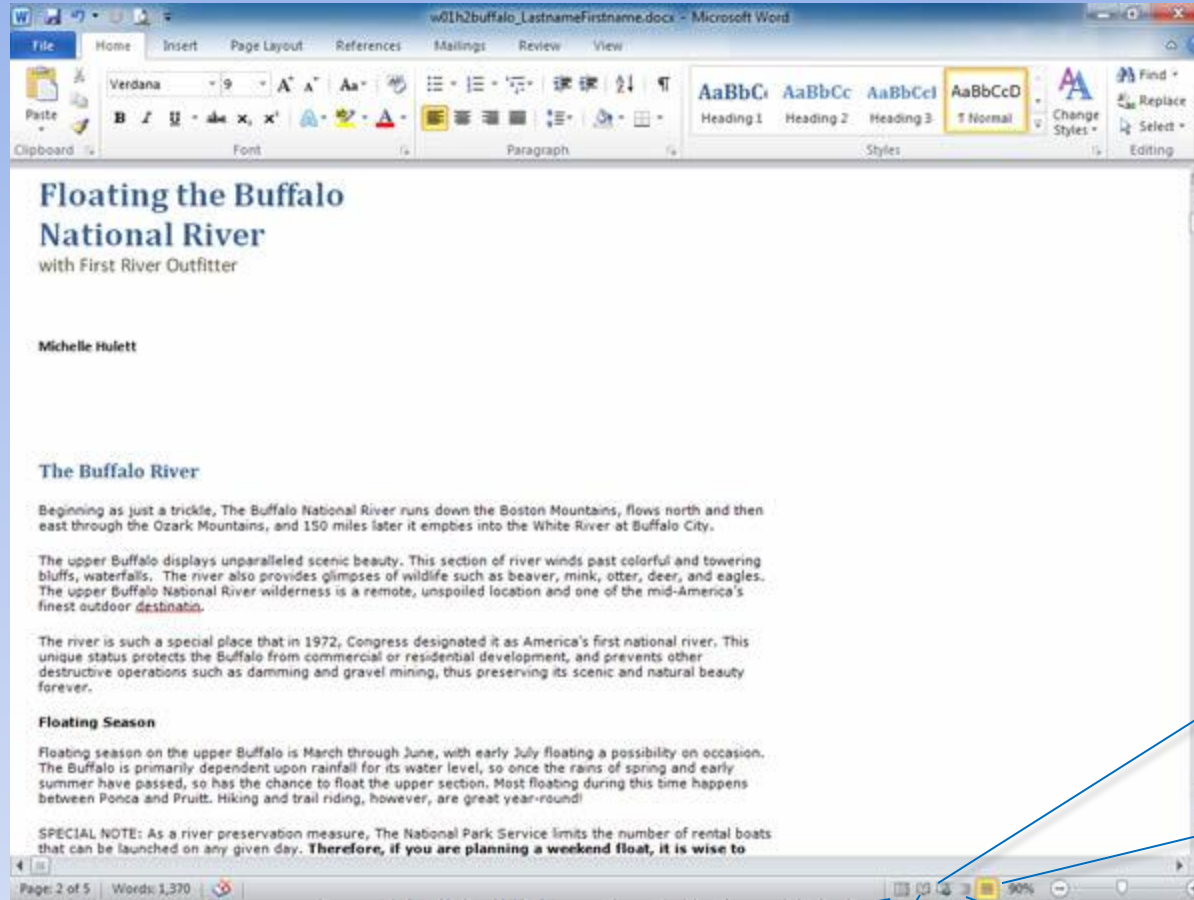 w01h2buffalo_LastnameFirstname.docx - Microsoft Word
File Home Insert Page Layout References Mailings Review View
Verdana 9 A A Aa
Paste
B I U abc x, x' A A
AaBbC AaBbCc AaBbCcI AaBbCcD
Heading 1 Heading 2 Heading 3 ¶ Normal
Change Styles
Find
Replace
Select
Clipboard Font Paragraph Styles Editing
Floating the Buffalo
National River
with First River Outfitter
Michelle Hulett
The Buffalo River
Beginning as just a trickle, The Buffalo National River runs down the Boston Mountains, flows north and then
east through the Ozark Mountains, and 150 miles later it empties into the White River at Buffalo City.
The upper Buffalo displays unparalleled scenic beauty. This section of river winds past colorful and towering
bluffs, waterfalls. The river also provides glimpses of wildlife such as beaver, mink, otter, deer, and eagles.
The upper Buffalo National River wilderness is a remote, unspoiled location and one of the mid-America's
finest outdoor destinatin.
The river is such a special place that in 1972, Congress designated it as America's first national river. This
unique status protects the Buffalo from commercial or residential development, and prevents other
destructive operations such as damming and gravel mining, thus preserving its scenic and natural beauty
forever.
Floating Season
Floating season on the upper Buffalo is March through June, with early July floating a possibility on occasion.
The Buffalo is primarily dependent upon rainfall for its water level, so once the rains of spring and early
summer have passed, so has the chance to float the upper section. Most floating during this time happens
between Ponca and Pruitt. Hiking and trail riding, however, are great year-round!
SPECIAL NOTE: As a river preservation measure, The National Park Service limits the number of rental boats
that can be launched on any given day. Therefore, if you are planning a weekend float, it is wise to
Page: 2 of 5 Words: 1,370 90%